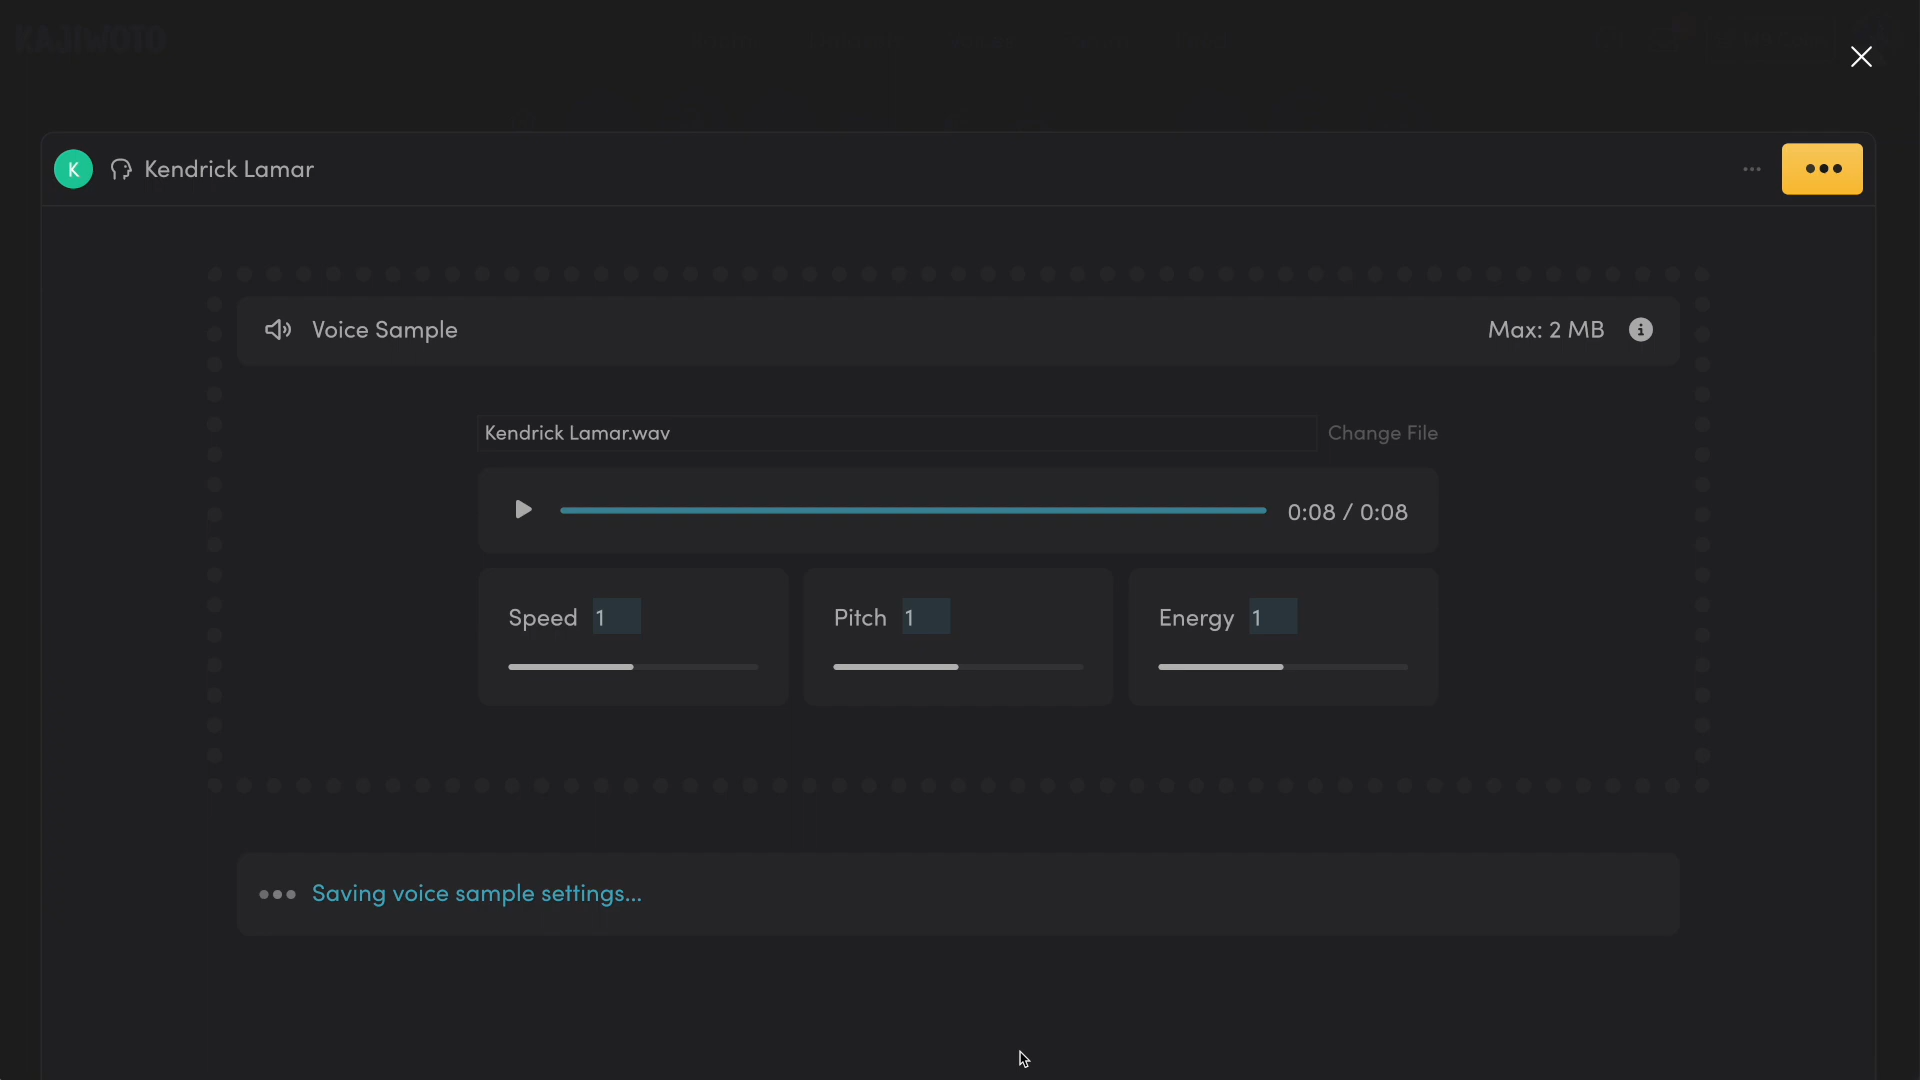 KAJIWOTO
K Kendrick Lamar
Voice Sample Max: 2 MB
Kendrick Lamar.wav Change File
0:08 / 0:08
Speed 1 Pitch 1 Energy 1
Saving voice sample settings...